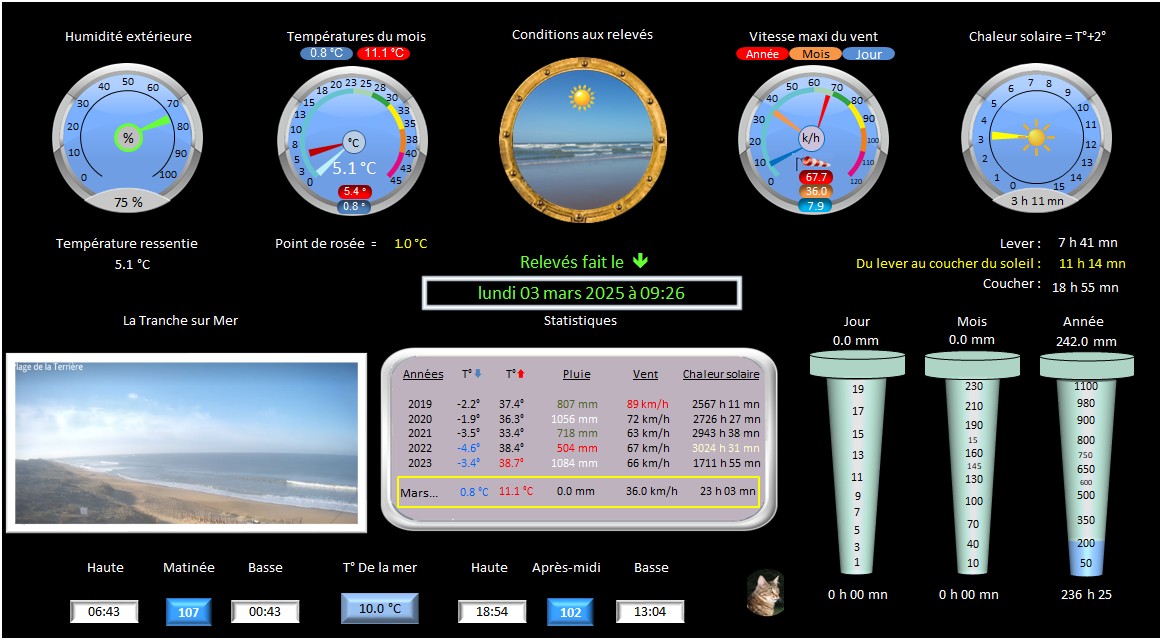 Humidité extérieure
0 10 20 30 40 50 60 70 80 90 100
%
75 %
Températures du mois
0.8 °C 11.1 °C
0 3 5 8 10 13 15 18 20 23 25 28 30 33 35 38 40 43 45
°C
5.1 °C
5.4 °
0.8 °
Conditions aux relevés
Vitesse maxi du vent
Année Mois Jour
0 10 20 30 40 50 60 70 80 90 100 110 120
k/h
67.7
36.0
7.9
Chaleur solaire = T°+2°
0 1 2 3 4 5 6 7 8 9 10 11 12 13 14 15
3 h 11 mn
Température ressentie
5.1 °C
Point de rosée = 1.0 °C
Relevés fait le
lundi 03 mars 2025 à 09:26
Lever : 7 h 41 mn
Du lever au coucher du soleil : 11 h 14 mn
Coucher : 18 h 55 mn
La Tranche sur Mer
lage de la Terrière
Statistiques
Années T° T° Pluie Vent Chaleur solaire
2019 -2.2° 37.4° 807 mm 89 km/h 2567 h 11 mn
2020 -1.9° 36.3° 1056 mm 72 km/h 2726 h 27 mn
2021 -3.5° 33.4° 718 mm 63 km/h 2943 h 38 mn
2022 -4.6° 38.4° 504 mm 67 km/h 3024 h 31 mn
2023 -3.4° 38.7° 1084 mm 66 km/h 1711 h 55 mn
Mars... 0.8 °C 11.1 °C 0.0 mm 36.0 km/h 23 h 03 mn
Jour
0.0 mm
19
17
15
13
11
9
7
5
3
1
0 h 00 mn
Mois
0.0 mm
230
210
190
15
160
145
130
100
70
40
10
0 h 00 mn
Année
242.0 mm
1100
980
900
800
750
650
600
500
350
200
50
236 h 25
Haute Matinée Basse T° De la mer Haute Après-midi Basse
06:43 107 00:43 10.0 °C 18:54 102 13:04